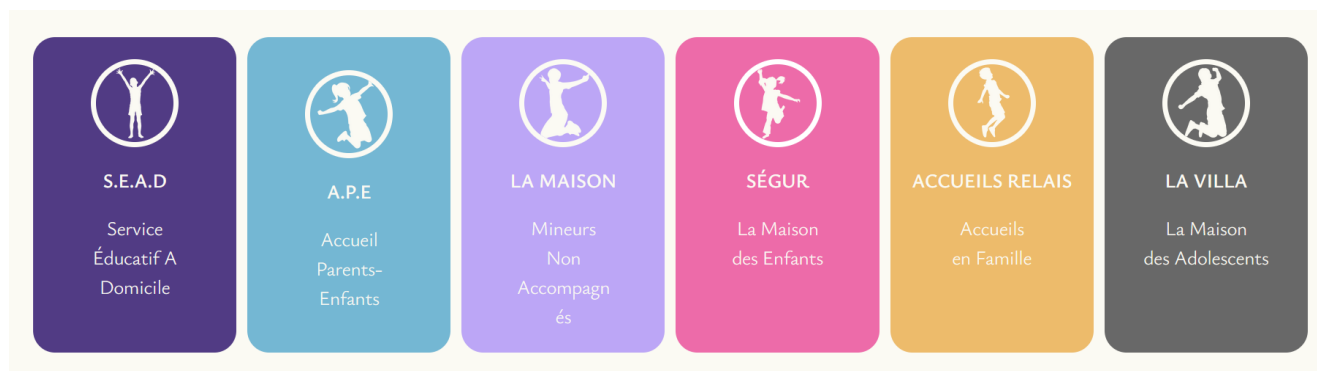 S.E.A.D
Service
Éducatif A
Domicile
A.P.E
Accueil
Parents-
Enfants
LA MAISON
Mineurs
Non
Accompagn
és
SÉGUR
La Maison
des Enfants
ACCUEILS RELAIS
Accueils
en Famille
LA VILLA
La Maison
des Adolescents